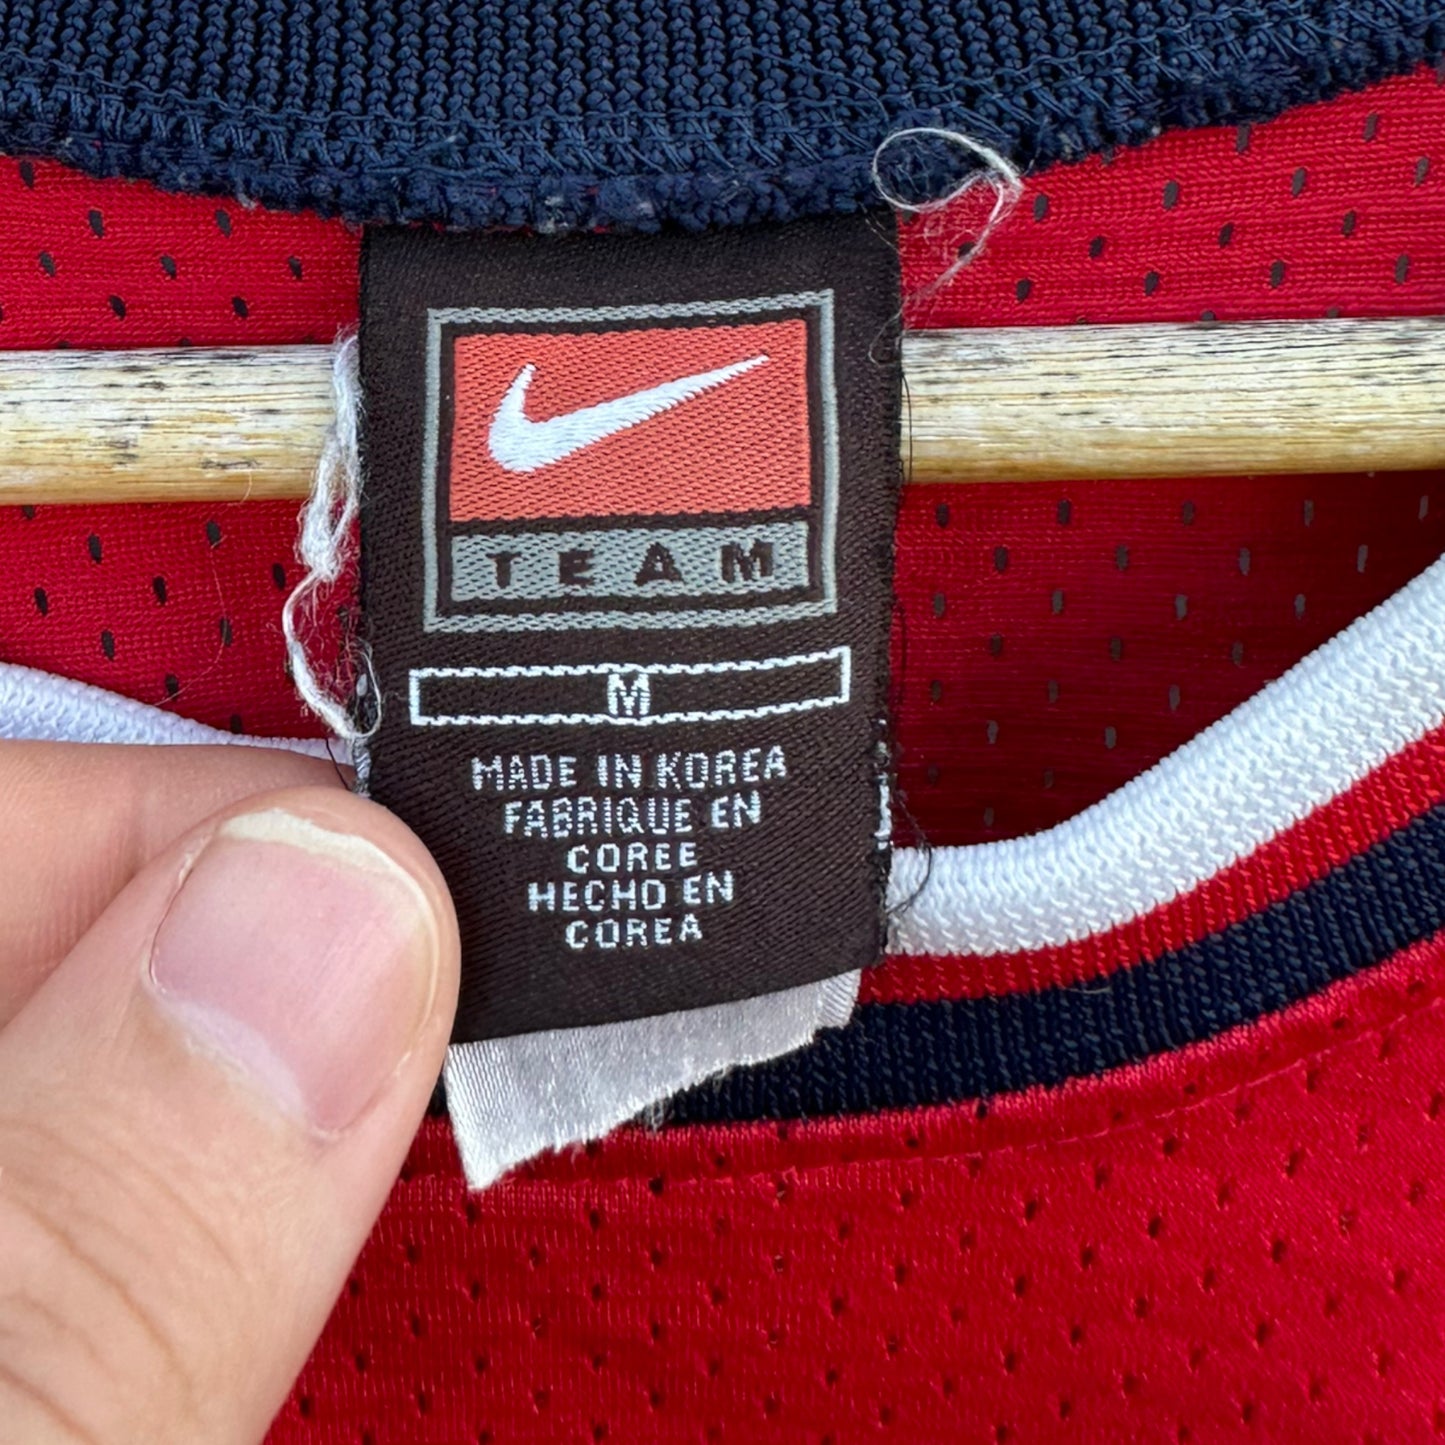 TEAM
M
MADE IN KOREA
FABRIQUE EN
COREE
HECHO EN
COREA